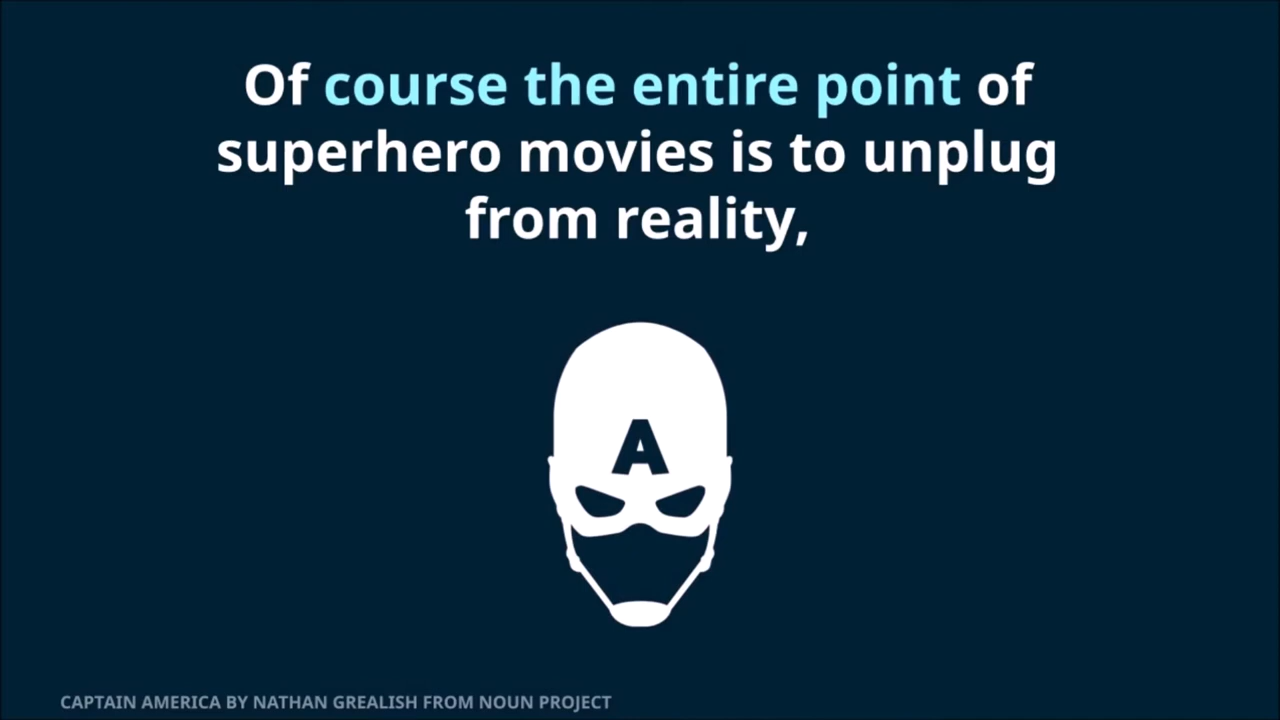 Of course the entire point of
superhero movies is to unplug
from reality,
A
CAPTAIN AMERICA BY NATHAN GREALISH FROM NOUN PROJECT